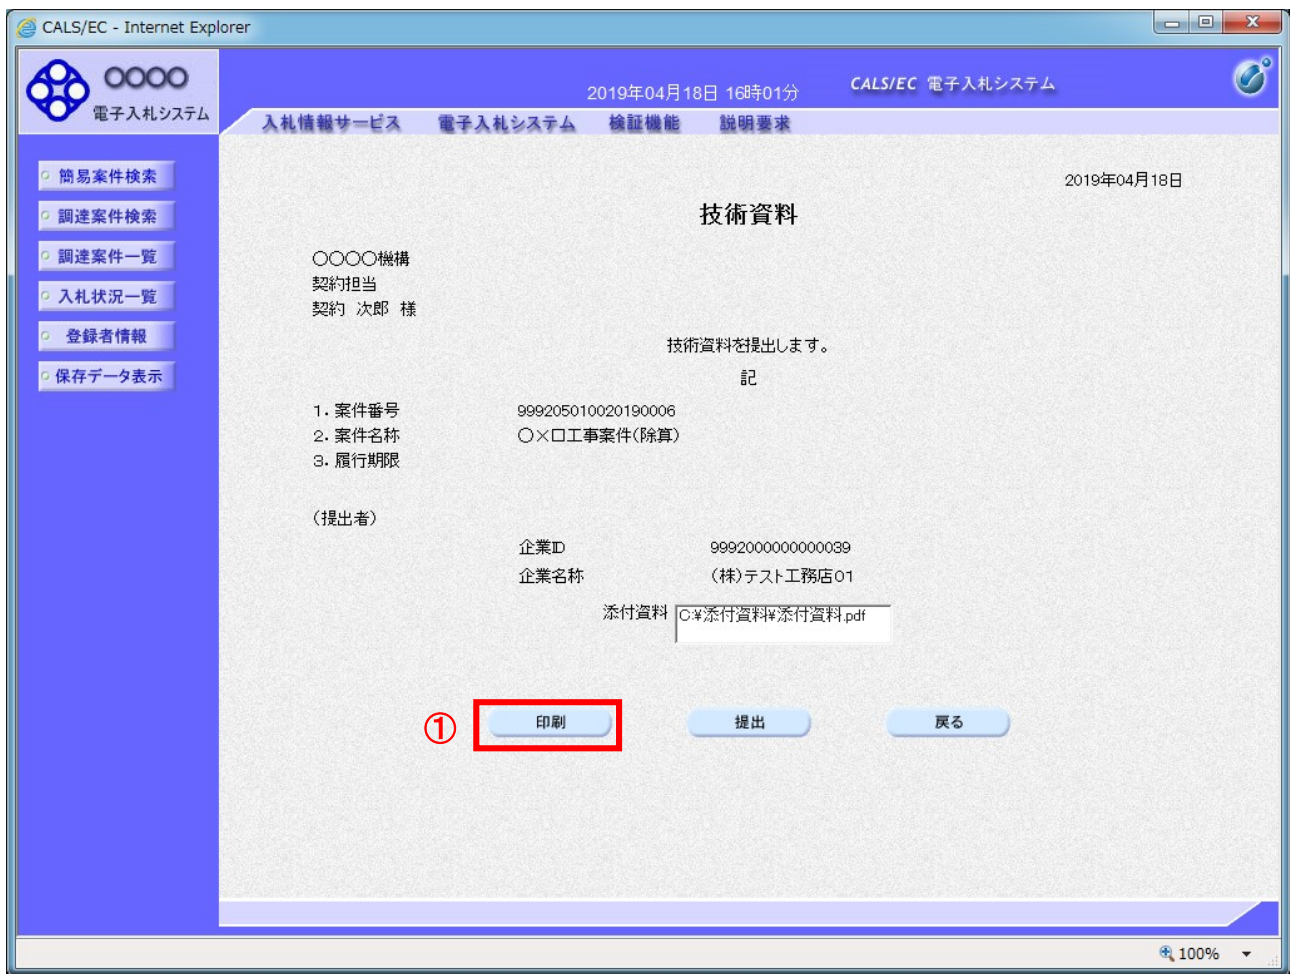 CALS/EC - Internet Explorer
○○○○
電子入札システム
2019年04月18日 16時01分
CALS/EC 電子入札システム
入札情報サービス 電子入札システム 検証機能 説明要求
簡易案件検索
調達案件検索
調達案件一覧
入札状況一覧
登録者情報
保存データ表示
2019年04月18日
技術資料
○○○○機構
契約担当
契約 次郎 様
技術資料を提出します。
記
1.案件番号 999205010020190006
2.案件名称 ○×口工事案件(除算)
3.履行期限
(提出者)
企業ID 9992000000000039
企業名称 (株)テスト工務店01
添付資料 C:¥添付資料¥添付資料.pdf
① 印刷 提出 戻る
100%